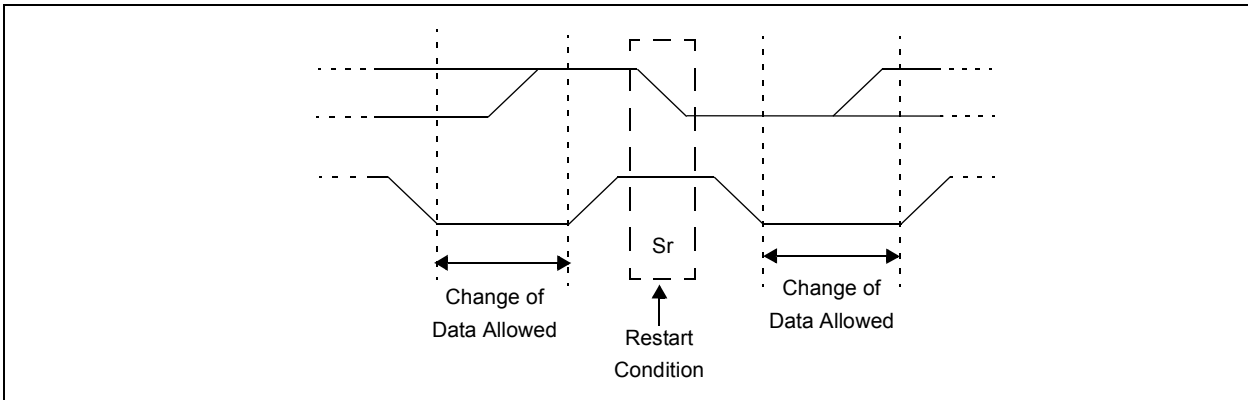 Sr
Change of
Data Allowed
Restart
Condition
Change of
Data Allowed